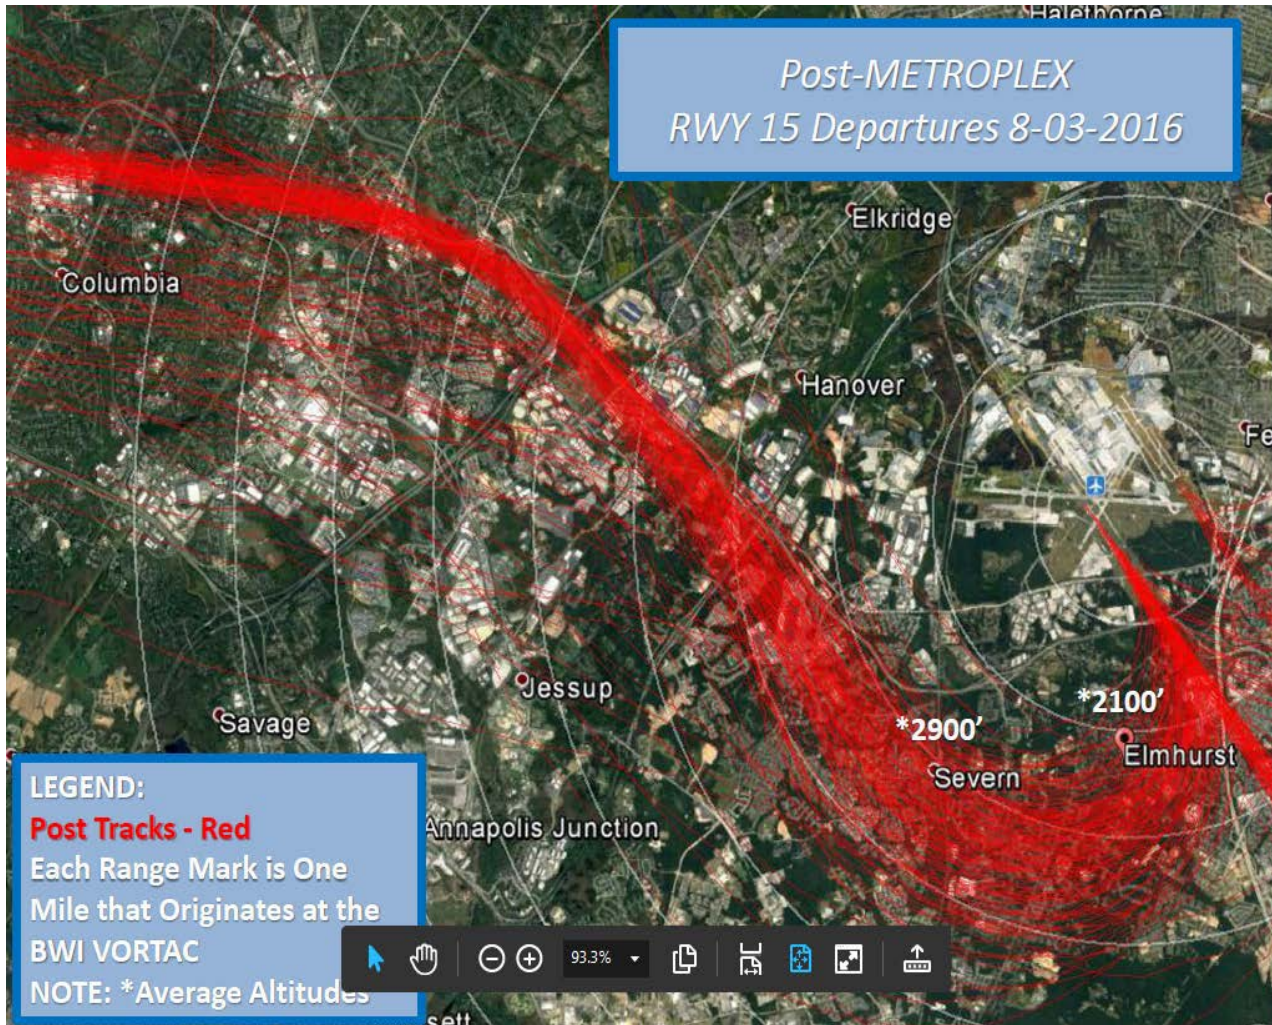 Halethorpe
Post-METROPLEX
RWY 15 Departures 8-03-2016
Elkridge
Columbia
Hanover
Fe
*2100’
*2900’
Elmhurst
Jessup
Severn
Savage
LEGEND:
Post Tracks - Red
Each Range Mark is One
Mile that Originates at the
BWI VORTAC
NOTE: *Average Altitudes
Annapolis Junction
93.3%
sett